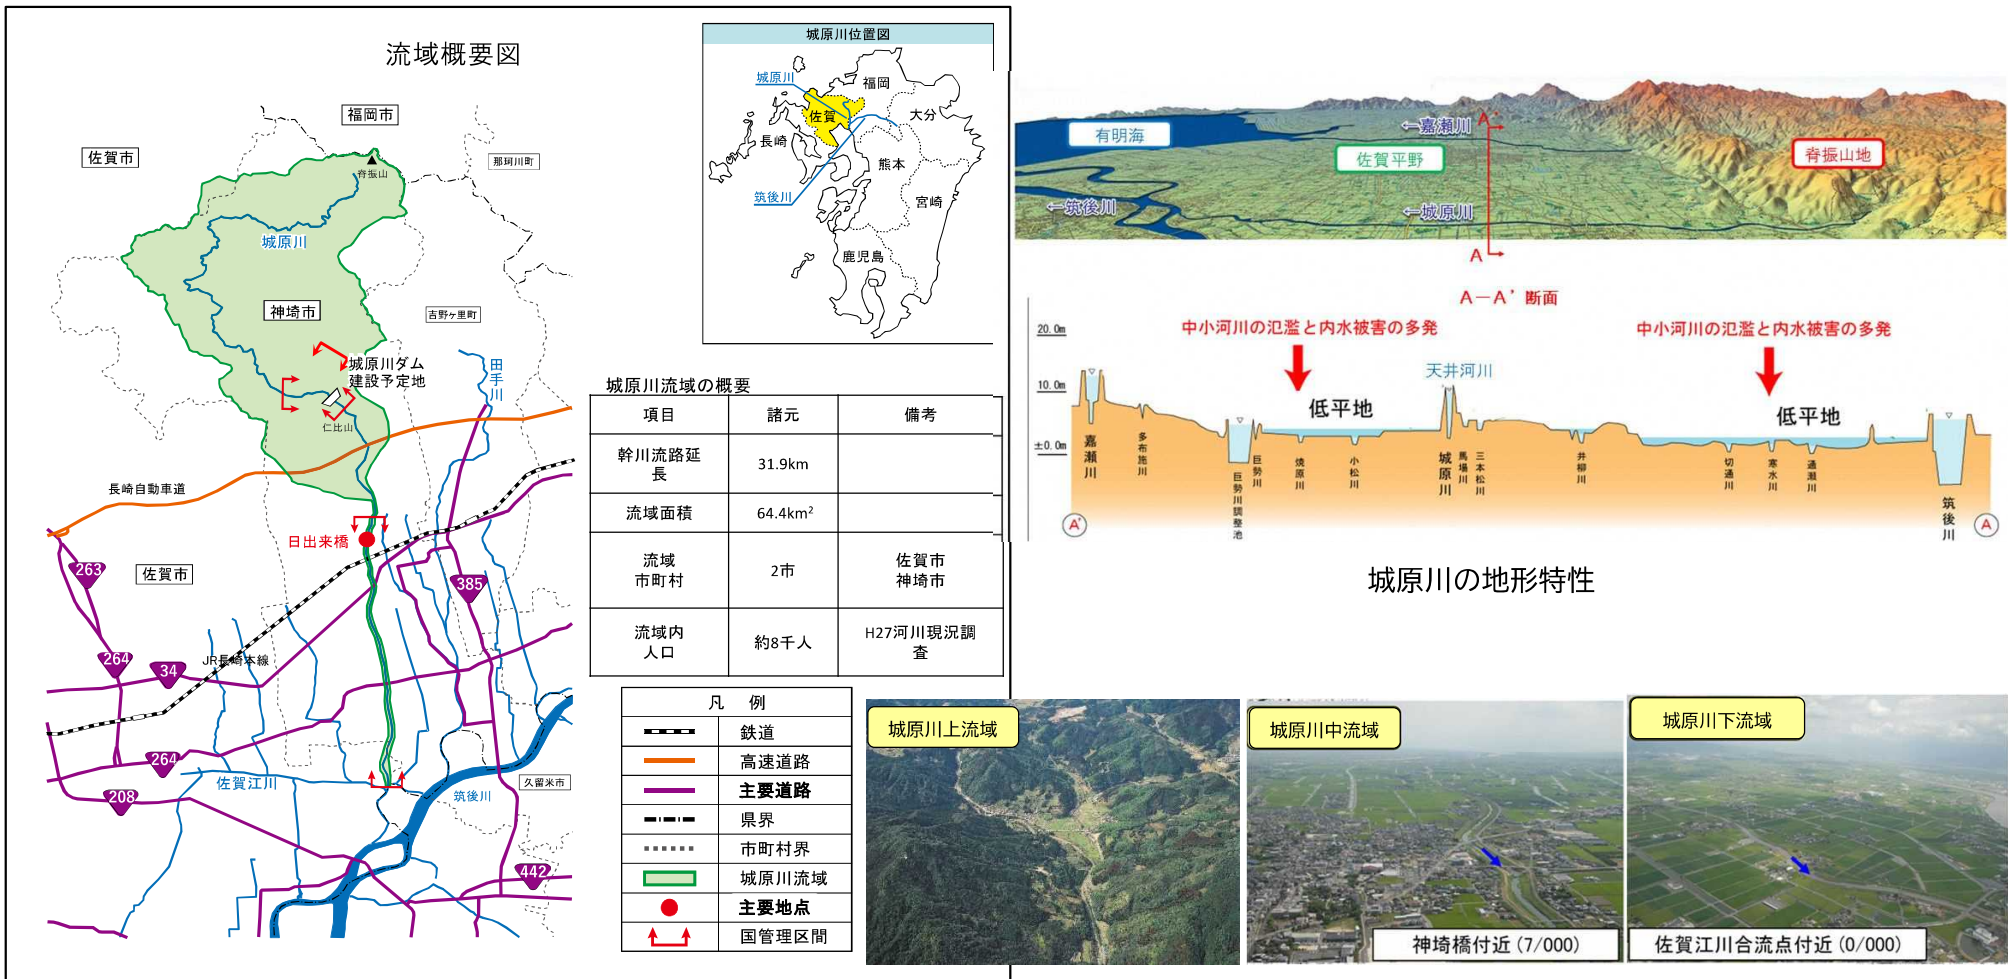 流域概要図
福岡市
佐賀市
那珂川町
脊振山
城原川
神埼市
吉野ヶ里町
城原川ダム
建設予定地
仁比山
田手川
長崎自動車道
日出来橋
佐賀市
263
385
264
34
JR長崎本線
264
208
佐賀江川
筑後川
久留米市
442
城原川位置図
城原川
福岡
佐賀
大分
長崎
熊本
筑後川
宮崎
鹿児島
城原川流域の概要
項目 諸元 備考
幹川流路延
長
31.9km
流域面積 64.4km²
流域
市町村
2市
佐賀市
神埼市
流域内
人口
約8千人
H27河川現況調
査
凡 例
鉄道
高速道路
主要道路
県界
市町村界
城原川流域
主要地点
国管理区間
有明海
←嘉瀬川
A'
佐賀平野
脊振山地
←筑後川
←城原川
A
A－A' 断面
中小河川の氾濫と内水被害の多発
中小河川の氾濫と内水被害の多発
20.0m
10.0m
±0.0m
天井河川
低平地
低平地
嘉瀬川
多布施川
巨勢川調整池
巨勢川
焼原川
小松川
城原川
馬場川
三本松川
井柳川
切通川
寒水川
通瀬川
筑後川
A'
A
城原川の地形特性
城原川上流域
城原川中流域
神埼橋付近(7/000)
城原川下流域
佐賀江川合流点付近(0/000)